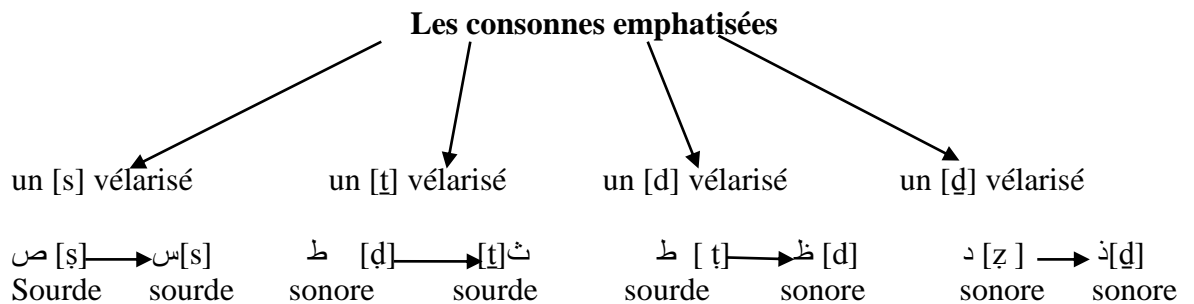 Les consonnes emphatisées
un [s] vélarisé un [ṯ] vélarisé un [d] vélarisé un [ḏ] vélarisé
ص [ṣ] س[s] ط [ḍ] [ṯ]ث ط [ ṭ] ظ [d] د [ẓ ] ذ[ḏ]
Sourde sourde sonore sourde sourde sonore sonore sonore